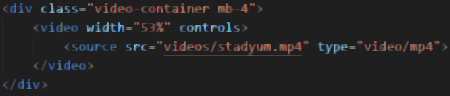 <div class="video-container mb-4">
<video width="53%" controls>
<source src="videos/stadyum.mp4" type="video/mp4">
</video>
</div>